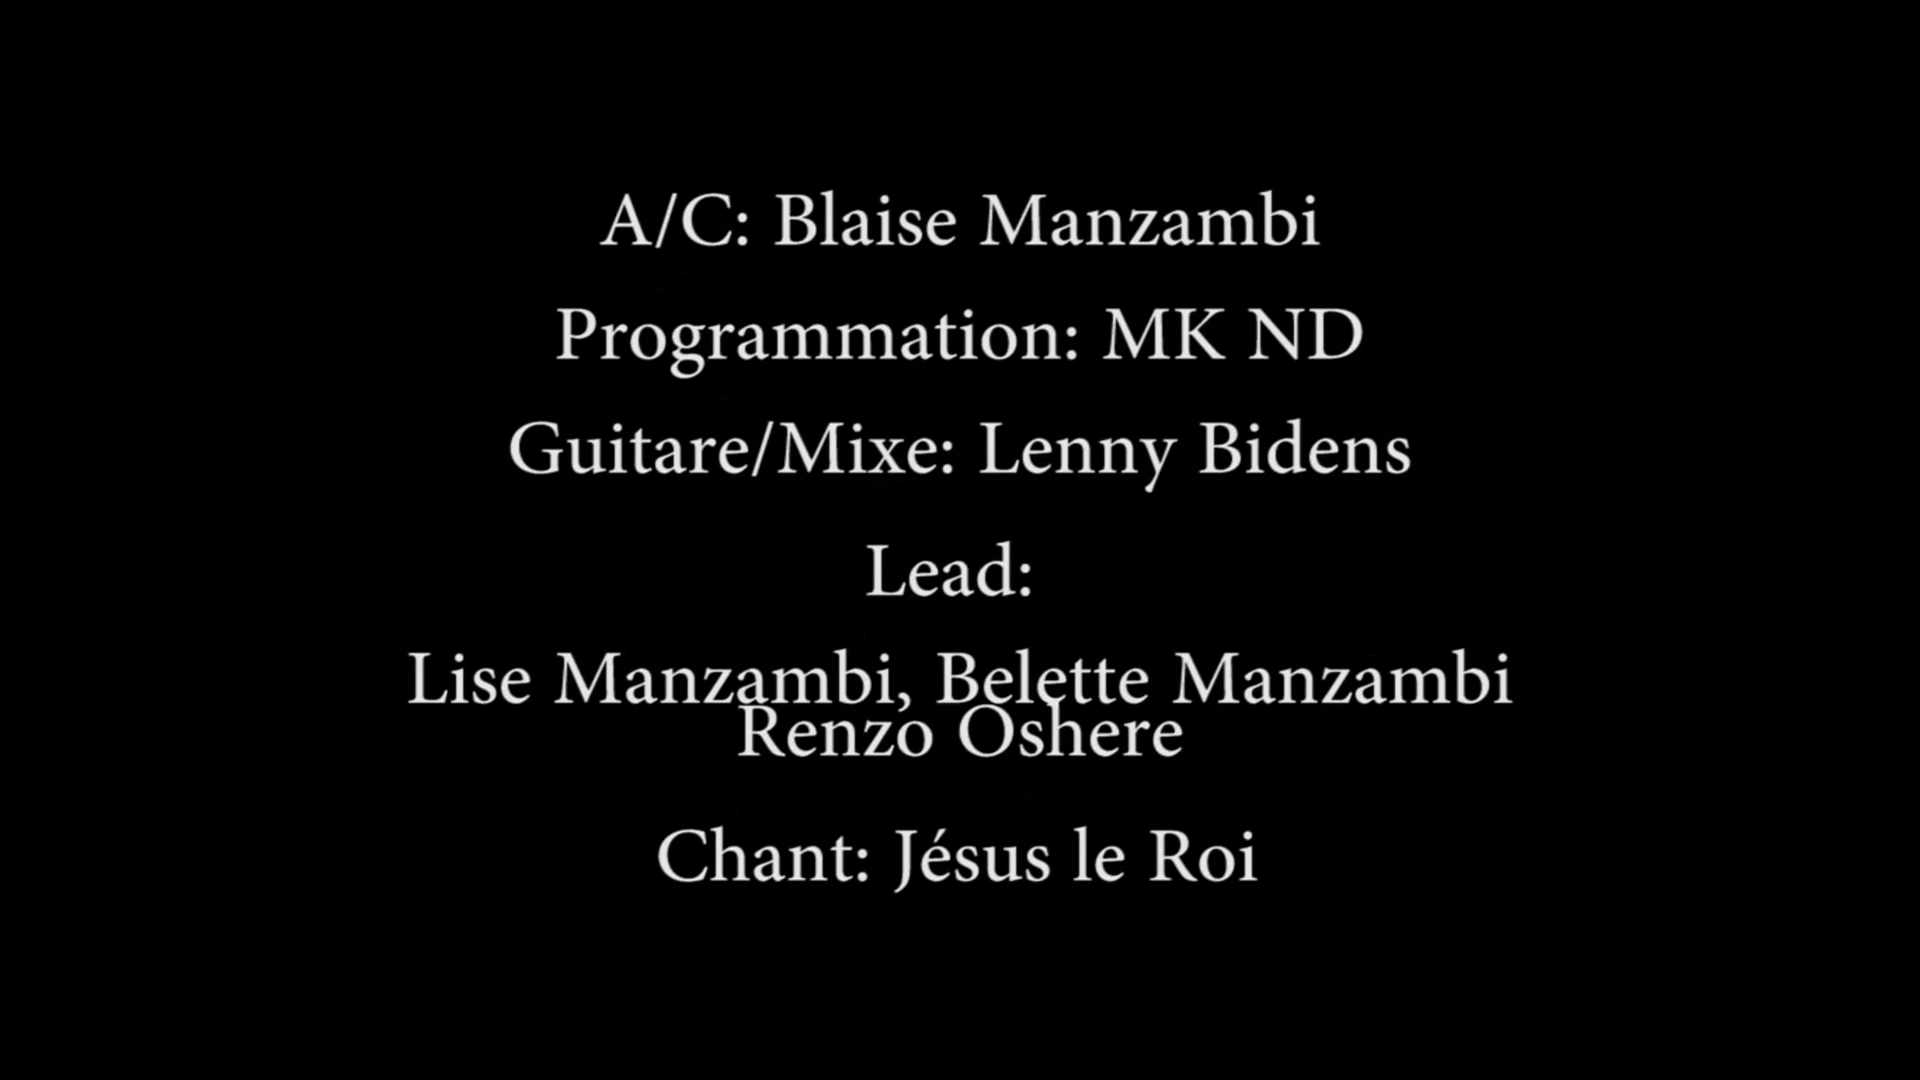 A/C: Blaise Manzambi
Programmation: MK ND
Guitare/Mixe: Lenny Bidens
Lead:
Lise Manzambi, Belette Manzambi
Renzo Oshere
Chant: Jésus le Roi